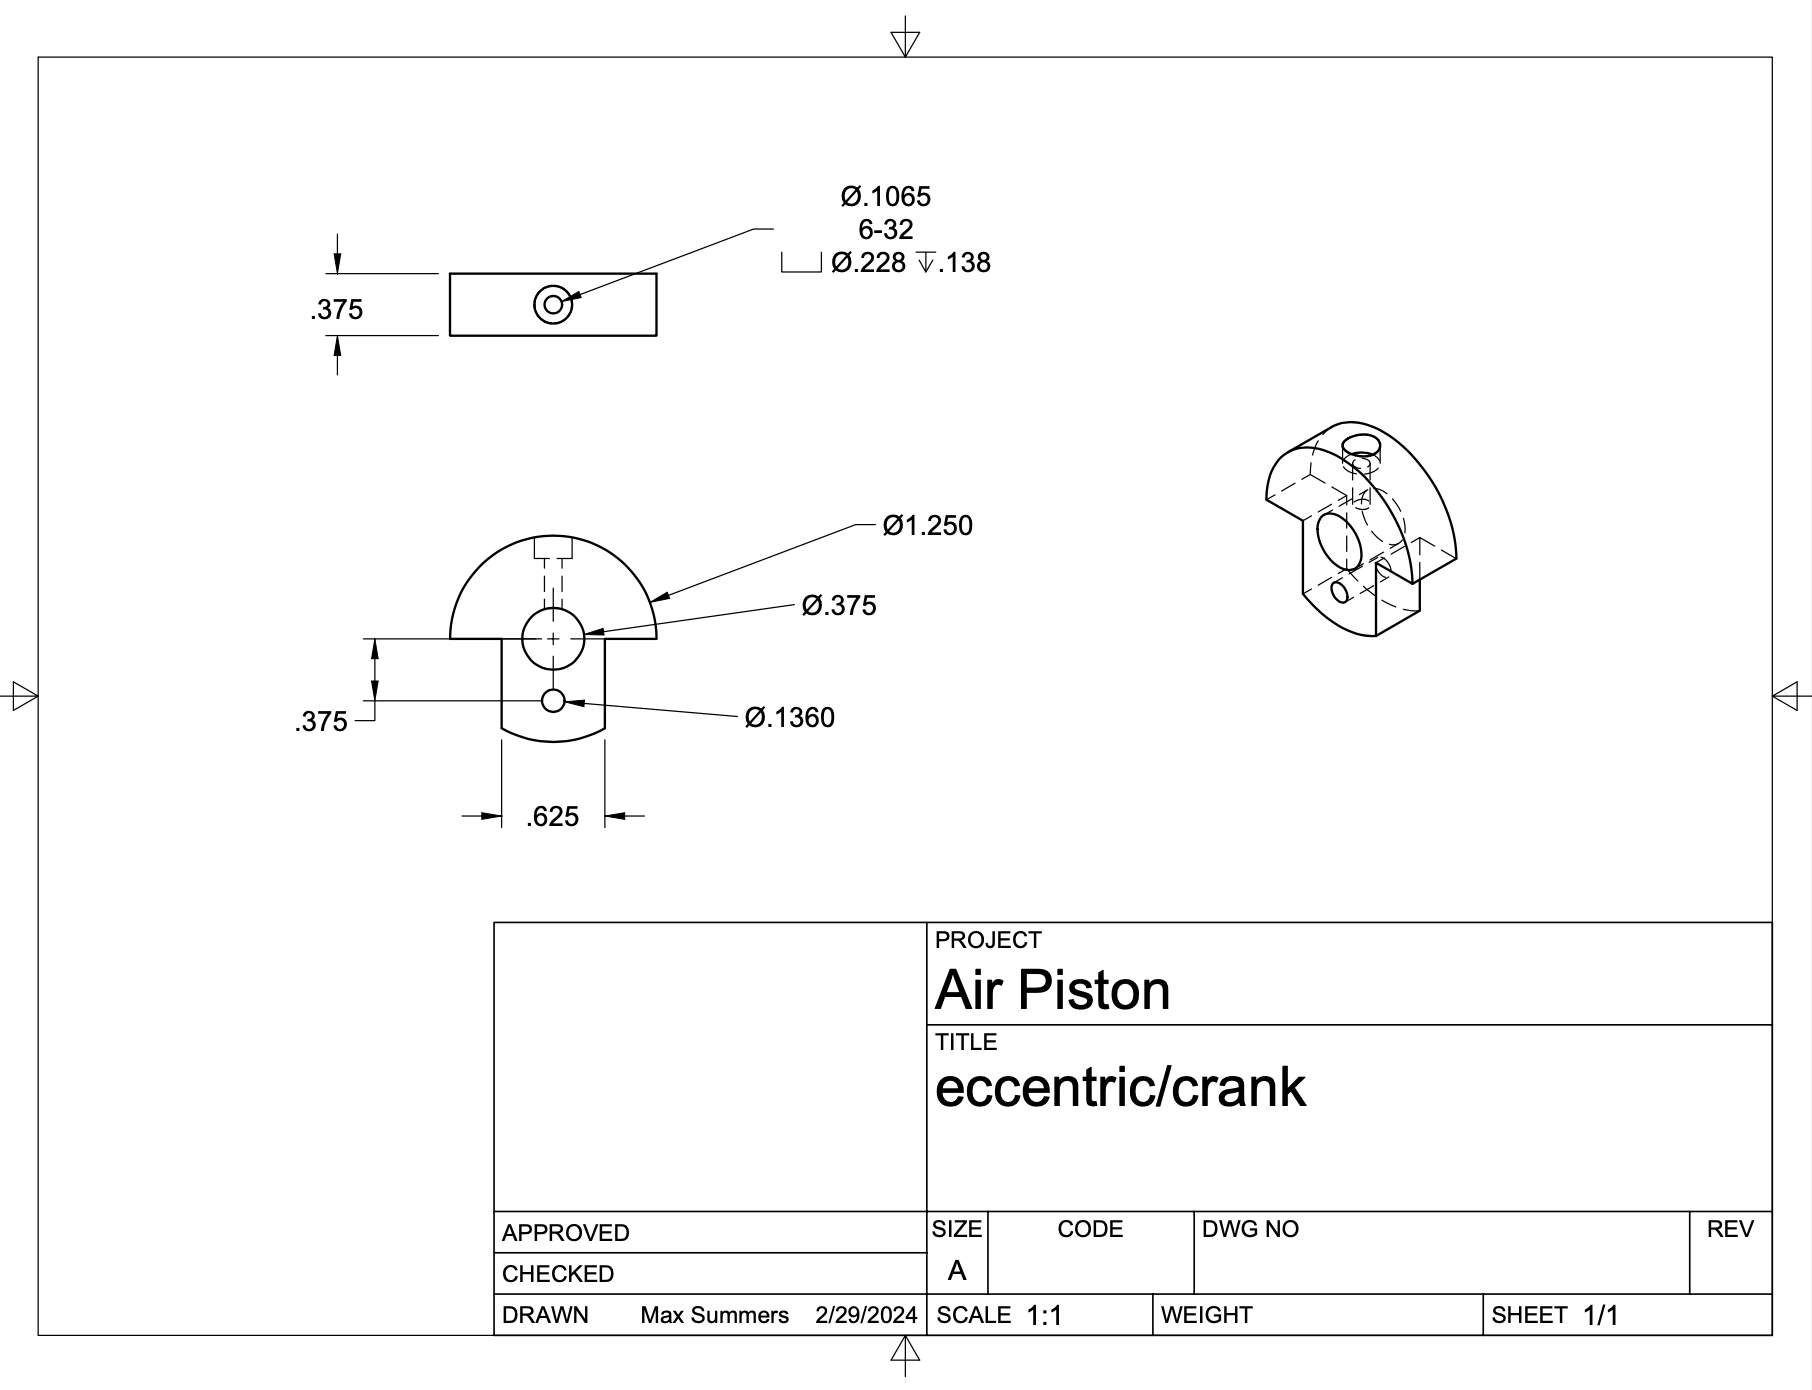 Ø.1065
6-32
⌴ Ø.228 ↧ .138
.375
Ø1.250
Ø.375
.375
Ø.1360
.625
PROJECT
Air Piston
TITLE
eccentric/crank
APPROVED
CHECKED
DRAWN Max Summers 2/29/2024
SIZE CODE DWG NO REV
A
SCALE 1:1 WEIGHT SHEET 1/1